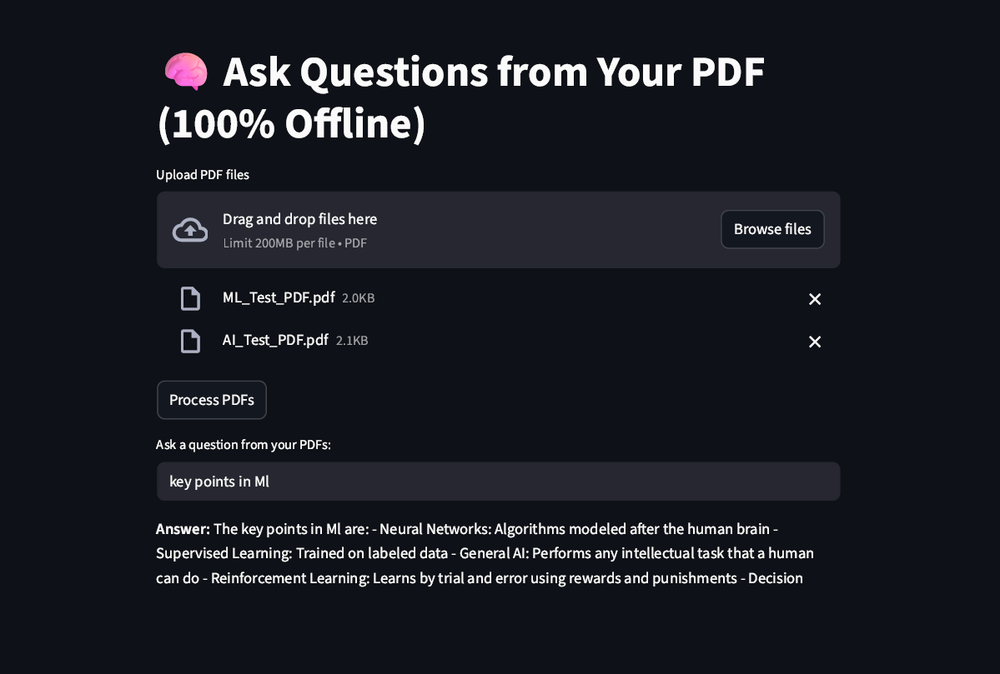 🧠 Ask Questions from Your PDF
(100% Offline)
Upload PDF files
Drag and drop files here
Limit 200MB per file • PDF
Browse files
ML_Test_PDF.pdf 2.0KB
AI_Test_PDF.pdf 2.1KB
Process PDFs
Ask a question from your PDFs:
key points in Ml
Answer: The key points in Ml are: - Neural Networks: Algorithms modeled after the human brain -
Supervised Learning: Trained on labeled data - General AI: Performs any intellectual task that a human
can do - Reinforcement Learning: Learns by trial and error using rewards and punishments - Decision